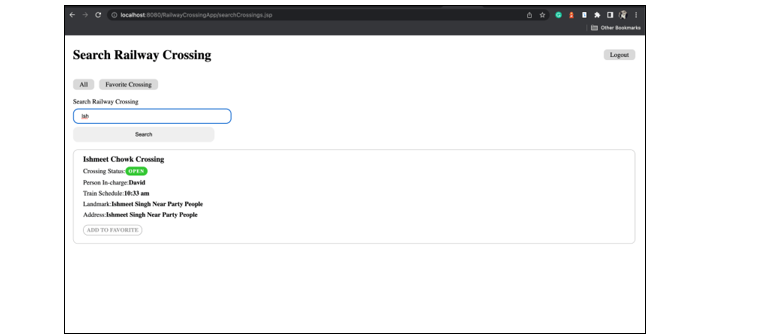 localhost:8080/RailwayCrossingApp/searchCrossings.jsp
Other Bookmarks
Search Railway Crossing
Logout
All
Favorite Crossing
Search Railway Crossing
ish
Search
Ishmeet Chowk Crossing
Crossing Status:OPEN
Person In-charge:David
Train Schedule:10:33 am
Landmark:Ishmeet Singh Near Party People
Address:Ishmeet Singh Near Party People
ADD TO FAVORITE